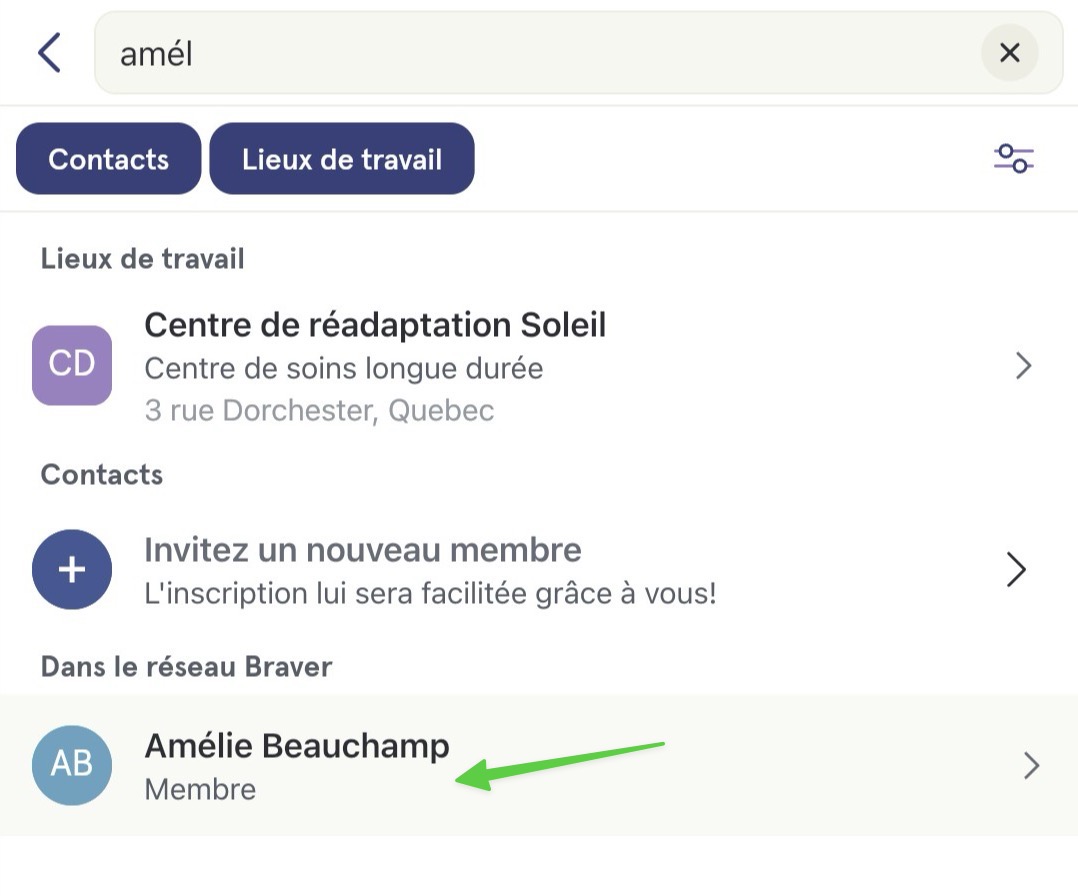 amél
Contacts
Lieux de travail
Lieux de travail
CD
Centre de réadaptation Soleil
Centre de soins longue durée
3 rue Dorchester, Quebec
Contacts
Invitez un nouveau membre
L'inscription lui sera facilitée grâce à vous!
Dans le réseau Braver
AB
Amélie Beauchamp
Membre